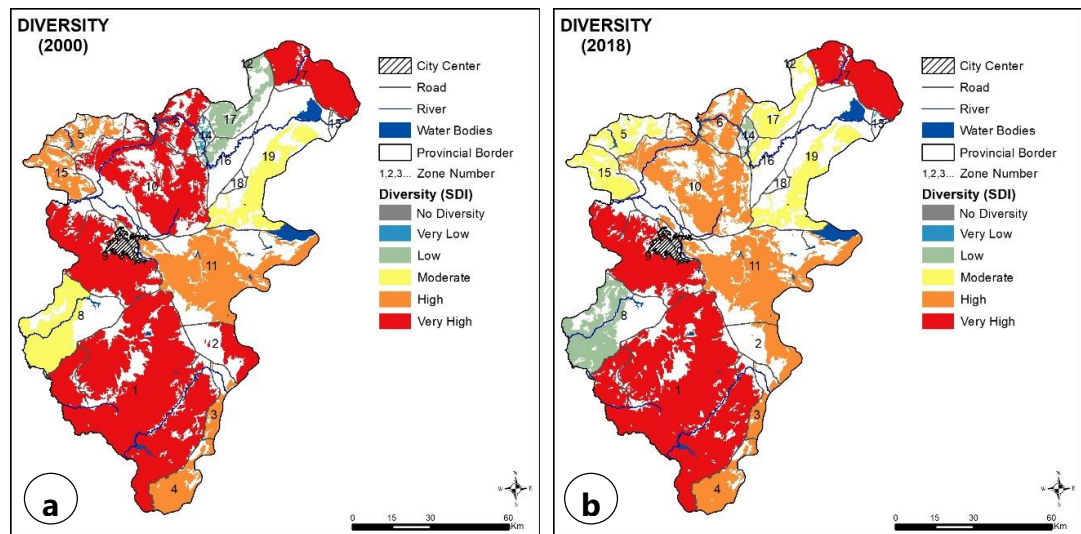 DIVERSITY
(2000)
City Center
Road
River
Water Bodies
Provincial Border
1,2,3... Zone Number
Diversity (SDI)
No Diversity
Very Low
Low
Moderate
High
Very High
12
7
17
6
14
5
13
16
19
15
10
18
9
11
8
2
1
3
4
a
N
W E
S
0 15 30 60
Km
DIVERSITY
(2018)
City Center
Road
River
Water Bodies
Provincial Border
1,2,3... Zone Number
Diversity (SDI)
No Diversity
Very Low
Low
Moderate
High
Very High
12
7
17
6
14
5
13
16
19
15
10
18
9
11
8
2
1
3
4
b
N
W E
S
0 15 30 60
Km